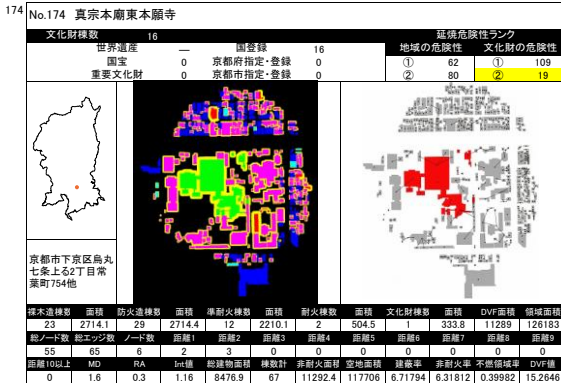 174
No.174 真宗本廟東本願寺
文化財棟数 16 延焼危険性ランク
世界遺産 ― 国登録 16 地域の危険性 文化財の危険性
国宝 0 京都府指定・登録 0 ① 62 ① 109
重要文化財 0 京都市指定・登録 0 ② 80 ② 19
京都市下京区烏丸
七条上る2丁目常
葉町754他
裸木造棟数 面積 防火造棟数 面積 準耐火棟数 面積 耐火棟数 面積 文化財棟数 面積 DVF面積 領域面積
23 2714.1 29 2714.4 12 2210.1 2 504.5 1 333.8 11289 126183
総ノード数 総エッジ数 ノード数 距離1 距離2 距離3 距離4 距離5 距離6 距離7 距離8 距離9
55 65 6 2 3 0 0 0 0 0 0 0
距離10以上 MD RA Int値 総建物面積 棟数計 非耐火面積 空地面積 建蔽率 非耐火率 不燃領域率 DVF値
0 1.6 0.3 1.16 8476.9 67 11292.4 117706 6.71794 6.31812 0.39982 15.2646